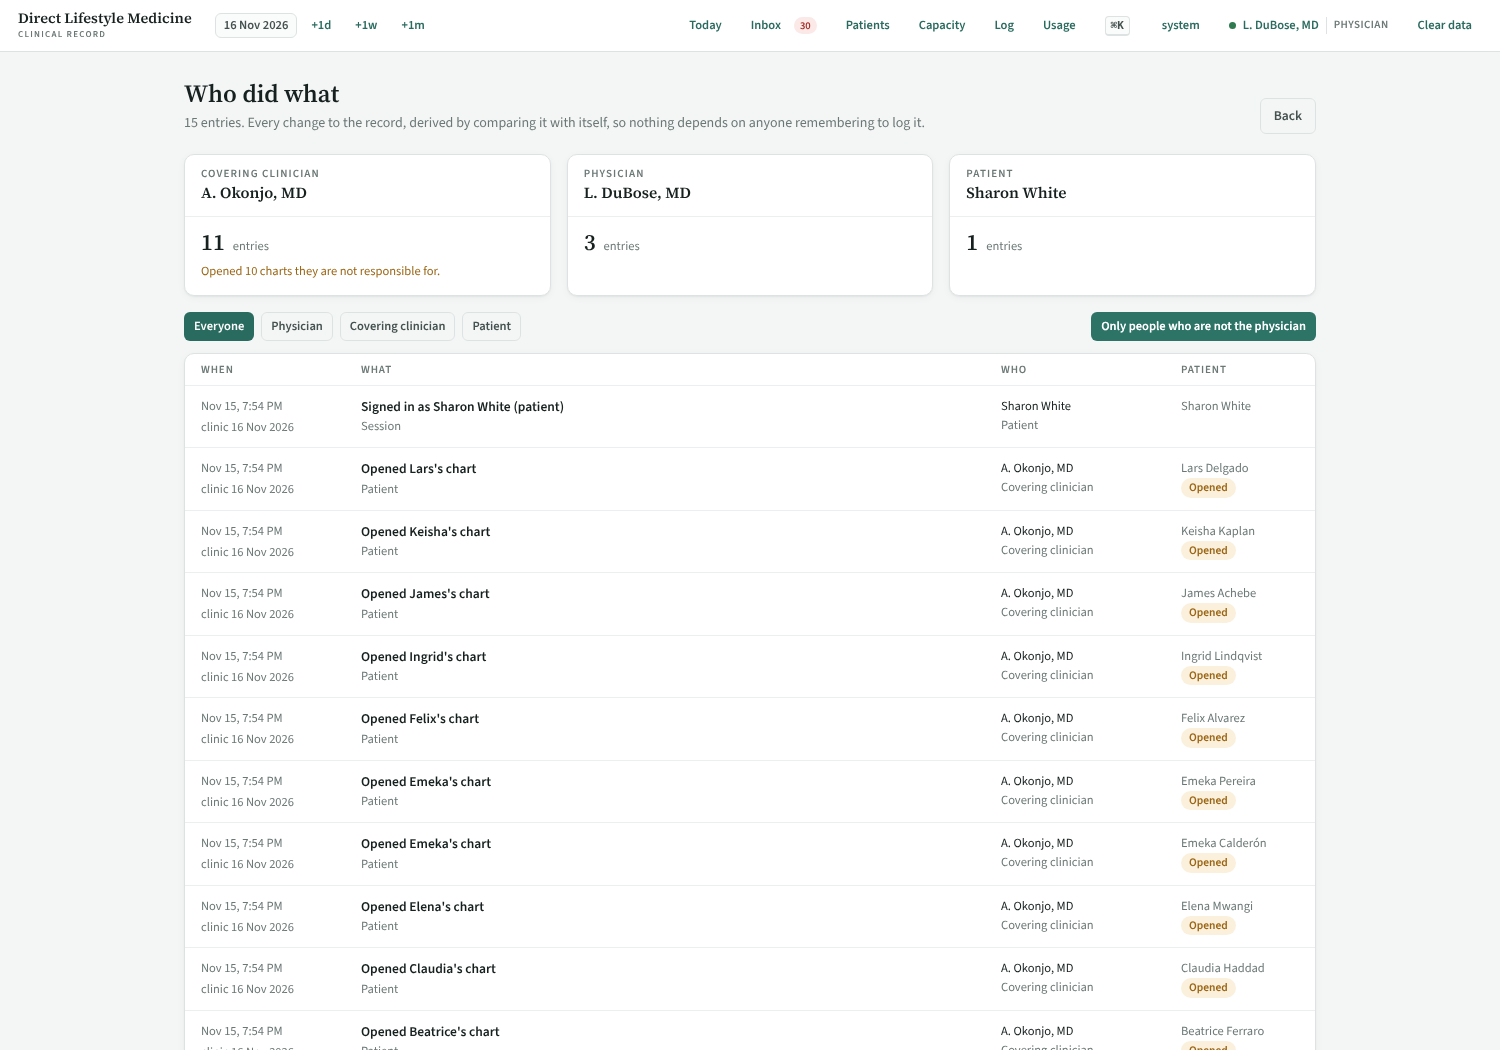 Direct Lifestyle Medicine
CLINICAL RECORD
16 Nov 2026 +1d +1w +1m
Today Inbox 30 Patients Capacity Log Usage ⌘K system L. DuBose, MD PHYSICIAN Clear data
Who did what
15 entries. Every change to the record, derived by comparing it with itself, so nothing depends on anyone remembering to log it.
Back
COVERING CLINICIAN
A. Okonjo, MD
11 entries
Opened 10 charts they are not responsible for.
PHYSICIAN
L. DuBose, MD
3 entries
PATIENT
Sharon White
1 entries
Everyone Physician Covering clinician Patient
Only people who are not the physician
WHEN WHAT WHO PATIENT
Nov 15, 7:54 PM Signed in as Sharon White (patient) Sharon White Sharon White
clinic 16 Nov 2026 Session Patient
Nov 15, 7:54 PM Opened Lars's chart A. Okonjo, MD Lars Delgado
clinic 16 Nov 2026 Patient Covering clinician Opened
Nov 15, 7:54 PM Opened Keisha's chart A. Okonjo, MD Keisha Kaplan
clinic 16 Nov 2026 Patient Covering clinician Opened
Nov 15, 7:54 PM Opened James's chart A. Okonjo, MD James Achebe
clinic 16 Nov 2026 Patient Covering clinician Opened
Nov 15, 7:54 PM Opened Ingrid's chart A. Okonjo, MD Ingrid Lindqvist
clinic 16 Nov 2026 Patient Covering clinician Opened
Nov 15, 7:54 PM Opened Felix's chart A. Okonjo, MD Felix Alvarez
clinic 16 Nov 2026 Patient Covering clinician Opened
Nov 15, 7:54 PM Opened Emeka's chart A. Okonjo, MD Emeka Pereira
clinic 16 Nov 2026 Patient Covering clinician Opened
Nov 15, 7:54 PM Opened Emeka's chart A. Okonjo, MD Emeka Calderón
clinic 16 Nov 2026 Patient Covering clinician Opened
Nov 15, 7:54 PM Opened Elena's chart A. Okonjo, MD Elena Mwangi
clinic 16 Nov 2026 Patient Covering clinician Opened
Nov 15, 7:54 PM Opened Claudia's chart A. Okonjo, MD Claudia Haddad
clinic 16 Nov 2026 Patient Covering clinician Opened
Nov 15, 7:54 PM Opened Beatrice's chart A. Okonjo, MD Beatrice Ferraro
clinic 16 Nov 2026 Patient Covering clinician Opened